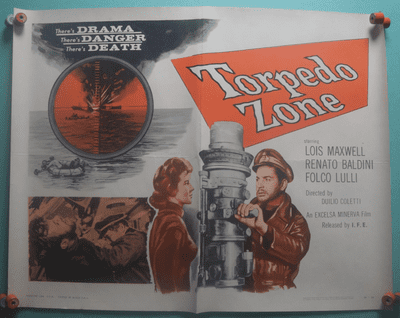 There's DRAMA
There's DANGER
There's DEATH
Torpedo
Zone
starring
LOIS MAXWELL
RENATO BALDINI
FOLCO LULLI
Directed by
DUILIO COLETTI
An EXCELSA MINERVA Film
Released by I.F.E.